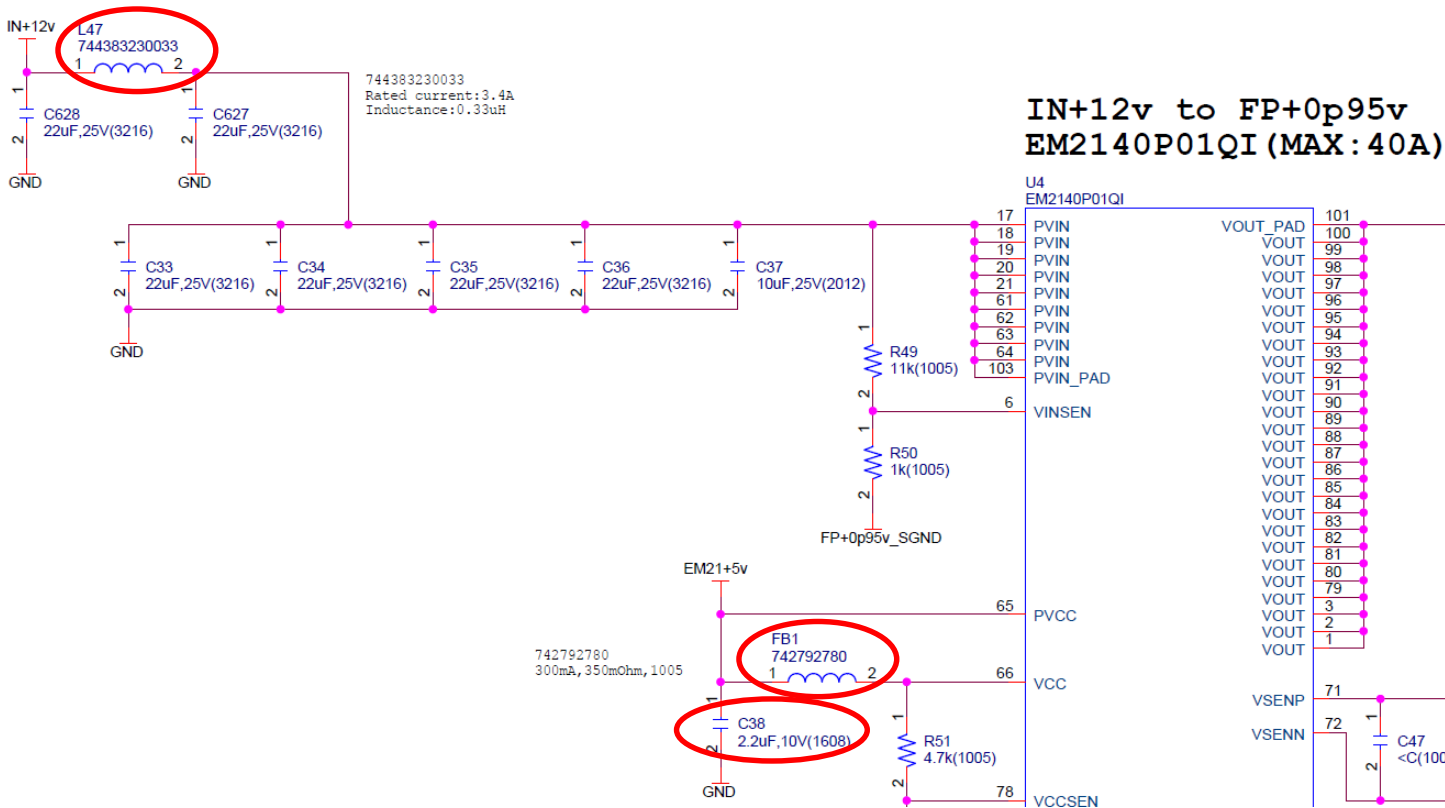 IN+12v
L47
744383230033
1
2
744383230033
Rated current:3.4A
Inductance:0.33uH
1
C628
22uF,25V(3216)
2
GND
1
C627
22uF,25V(3216)
2
GND
IN+12v to FP+0p95v
EM2140P01QI(MAX:40A)
U4
EM2140P01QI
1
C33
22uF,25V(3216)
2
GND
1
C34
22uF,25V(3216)
2
1
C35
22uF,25V(3216)
2
1
C36
22uF,25V(3216)
2
1
C37
10uF,25V(2012)
2
17 PVIN
18 PVIN
19 PVIN
20 PVIN
21 PVIN
61 PVIN
62 PVIN
63 PVIN
64 PVIN
103 PVIN_PAD
1
R49
11k(1005)
2
6 VINSEN
1
R50
1k(1005)
2
FP+0p95v_SGND
EM21+5v
65 PVCC
742792780
300mA,350mOhm,1005
FB1
742792780
1
2
66 VCC
1
C38
2.2uF,10V(1608)
2
GND
1
R51
4.7k(1005)
2
78 VCCSEN
VOUT_PAD 101
VOUT 100
VOUT 99
VOUT 98
VOUT 97
VOUT 96
VOUT 95
VOUT 94
VOUT 93
VOUT 92
VOUT 91
VOUT 90
VOUT 89
VOUT 88
VOUT 87
VOUT 86
VOUT 85
VOUT 84
VOUT 83
VOUT 82
VOUT 81
VOUT 80
VOUT 79
VOUT 3
VOUT 2
VOUT 1
VSENP 71
VSENN 72
1
C47
<C(100
2